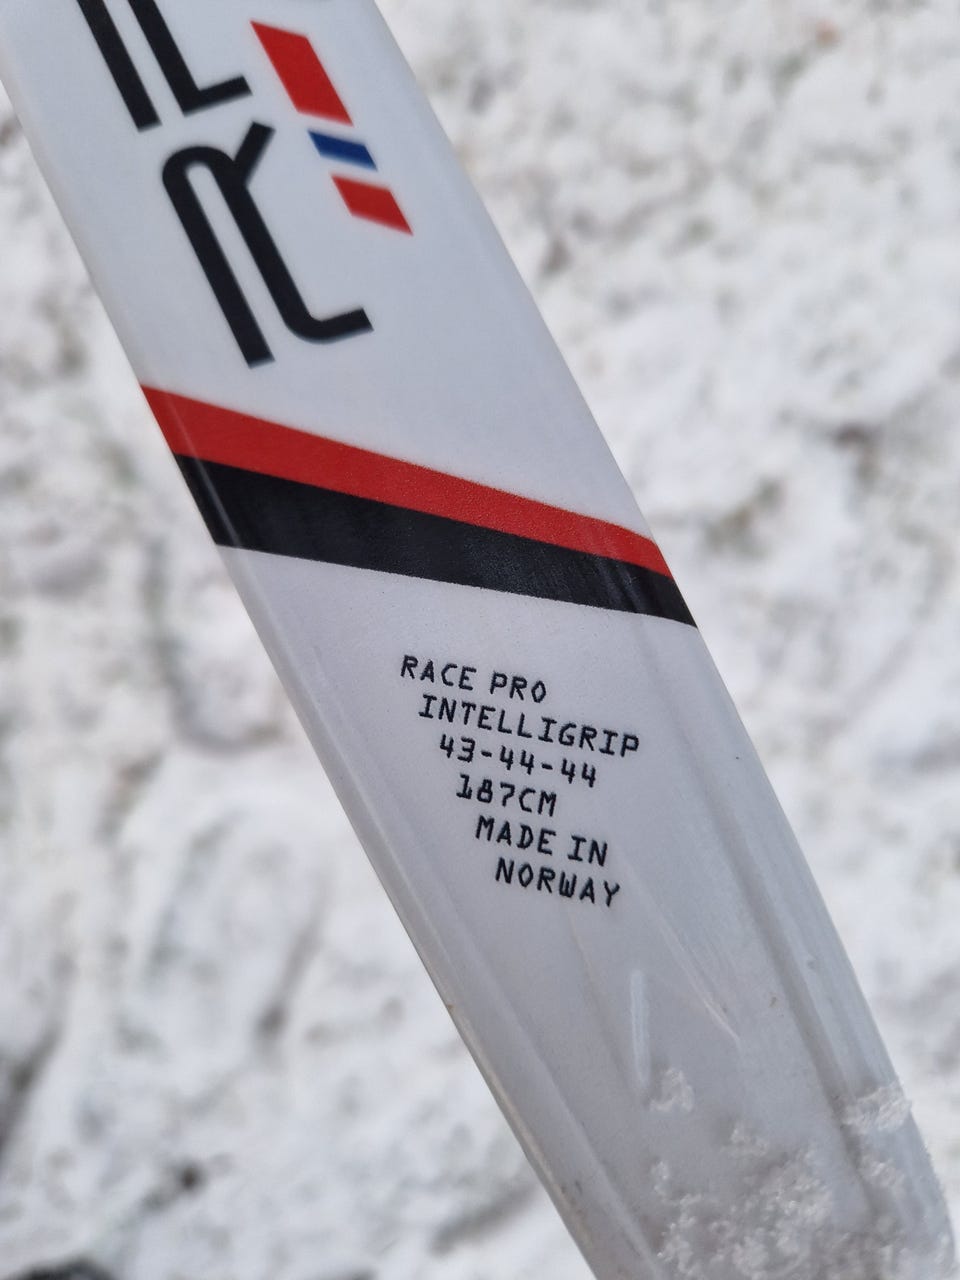 RACE PRO
INTELLIGRIP
43-44-44
187CM
MADE IN
NORWAY